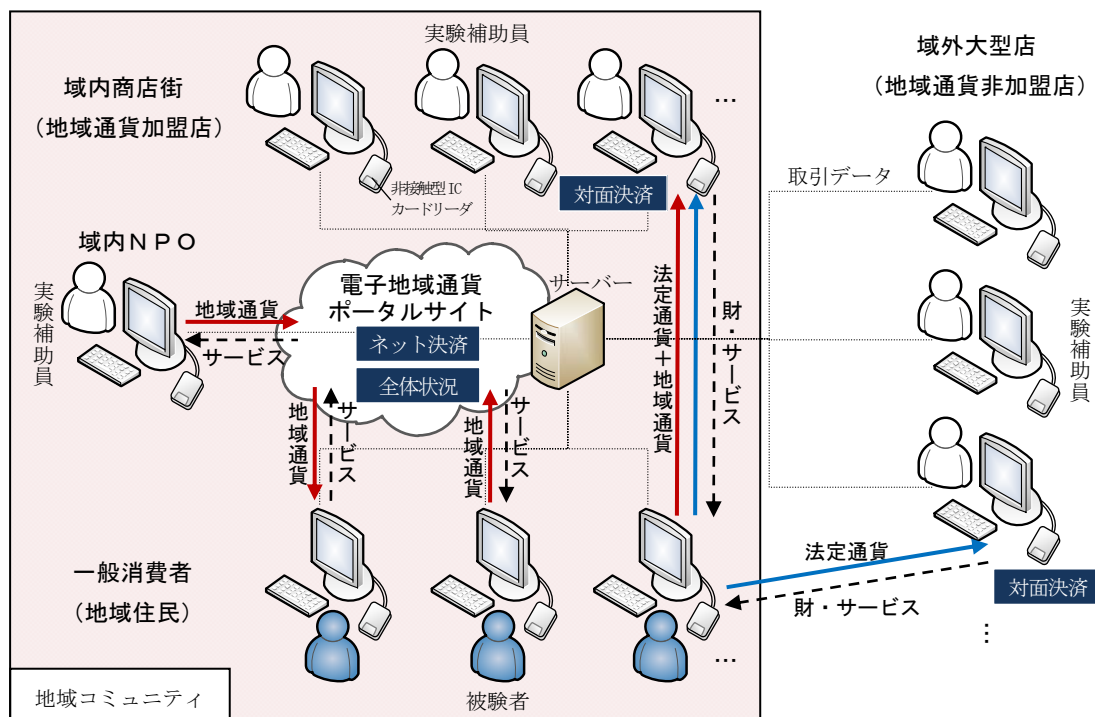 実験補助員
域内商店街
（地域通貨加盟店）
…
非接触型IC
カードリーダ
対面決済
域外大型店
（地域通貨非加盟店）
取引データ
域内ＮＰＯ
実験補助員
地域通貨
サービス
電子地域通貨
ポータルサイト
ネット決済
全体状況
サーバー
法定通貨＋地域通貨
財・サービス
実験補助員
地域通貨
サービス
地域通貨
サービス
法定通貨
財・サービス
対面決済
…
一般消費者
（地域住民）
…
被験者
地域コミュニティ